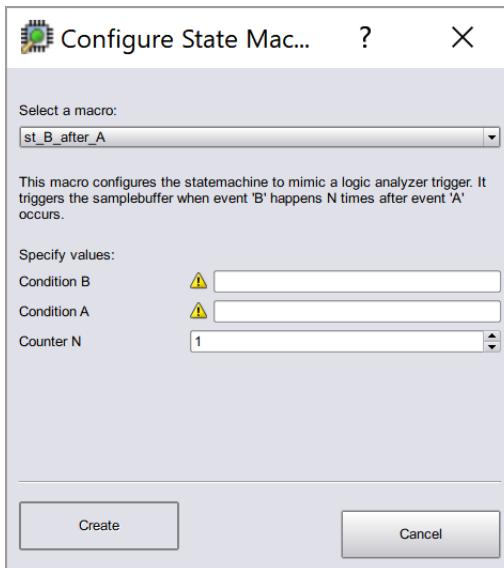 Configure State Mac... ?
Select a macro:
st_B_after_A
This macro configures the statemachine to mimic a logic analyzer trigger. It
triggers the samplebuffer when event 'B' happens N times after event 'A'
occurs.
Specify values:
Condition B
Condition A
Counter N 1
Create Cancel